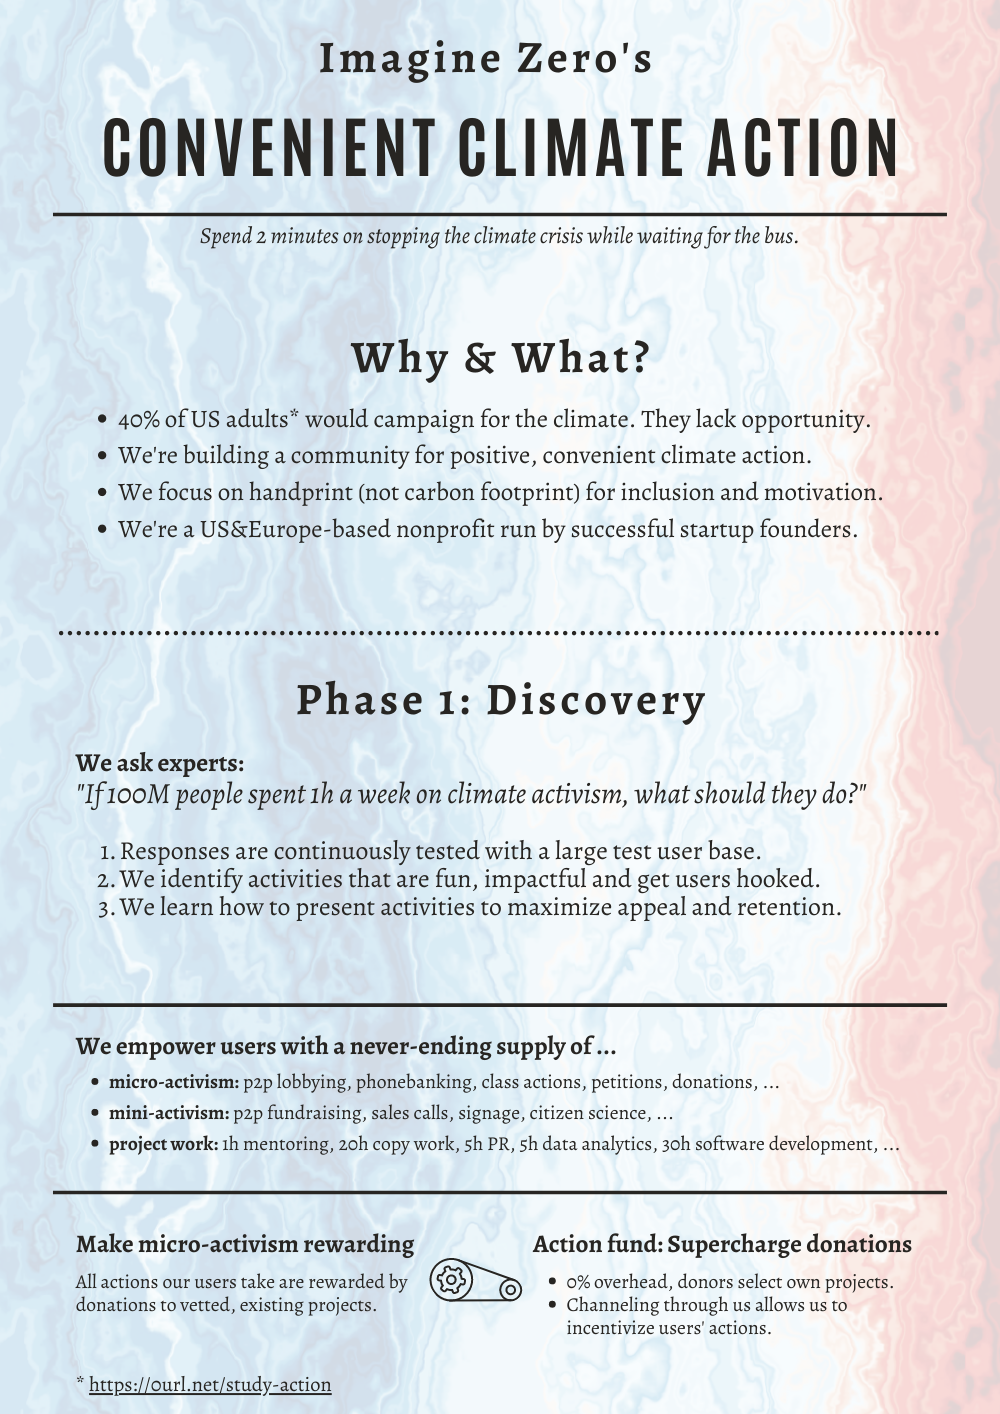 Imagine Zero's
CONVENIENT CLIMATE ACTION
Spend 2 minutes on stopping the climate crisis while waiting for the bus.
Why & What?
• 40% of US adults* would campaign for the climate. They lack opportunity.
• We're building a community for positive, convenient climate action.
• We focus on handprint (not carbon footprint) for inclusion and motivation.
• We're a US&Europe-based nonprofit run by successful startup founders.
Phase 1: Discovery
We ask experts:
"If 100M people spent 1h a week on climate activism, what should they do?"
1. Responses are continuously tested with a large test user base.
2. We identify activities that are fun, impactful and get users hooked.
3. We learn how to present activities to maximize appeal and retention.
We empower users with a never-ending supply of ...
• micro-activism: p2p lobbying, phonebanking, class actions, petitions, donations, ...
• mini-activism: p2p fundraising, sales calls, signage, citizen science, ...
• project work: 1h mentoring, 20h copy work, 5h PR, 5h data analytics, 30h software development, ...
Make micro-activism rewarding
All actions our users take are rewarded by
donations to vetted, existing projects.
Action fund: Supercharge donations
• 0% overhead, donors select own projects.
• Channeling through us allows us to
incentivize users' actions.
* https://0url.net/study-action